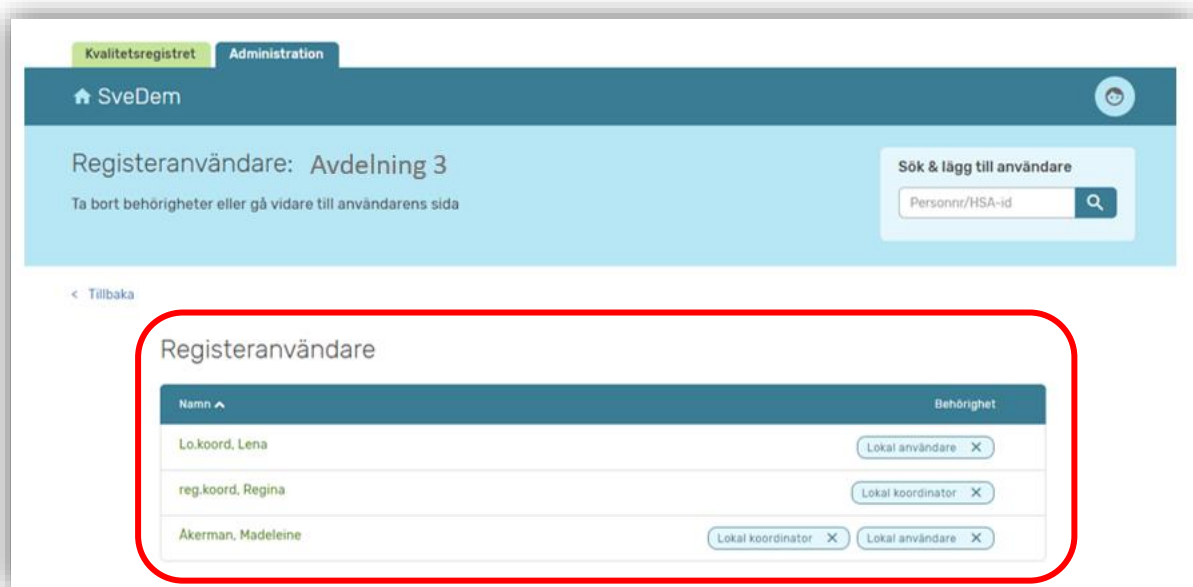 Kvalitetsregistret Administration
SveDem
Registeranvändare: Avdelning 3
Ta bort behörigheter eller gå vidare till användarens sida
Sök & lägg till användare
Personnr/HSA-id
< Tillbaka
Registeranvändare
Namn Behörighet
Lo.koord, Lena Lokal användare X
reg.koord, Regina Lokal koordinator X
Åkerman, Madeleine Lokal koordinator X Lokal användare X